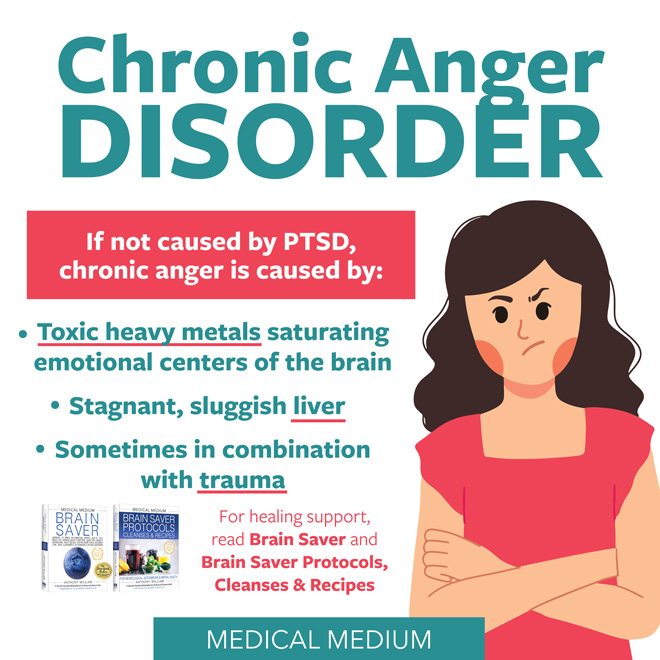 Chronic Anger
DISORDER
If not caused by PTSD,
chronic anger is caused by:
• Toxic heavy metals saturating
emotional centers of the brain
• Stagnant, sluggish liver
• Sometimes in combination
with trauma
MEDICAL MEDIUM
BRAIN
SAVER
ANTHONY WILLIAM
MEDICAL MEDIUM
BRAIN SAVER
PROTOCOLS
CLEANSES & RECIPES
ANTHONY WILLIAM
For healing support,
read Brain Saver and
Brain Saver Protocols,
Cleanses & Recipes
MEDICAL MEDIUM